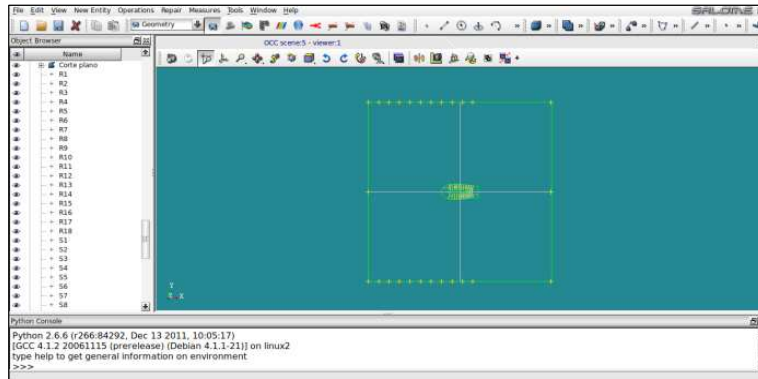 File Edit View New Entity Operations Repair Measures Tools Window Help
SALOME
Geometry
Object Browser
OCC scene:5 - viewer:1
Name
Corte plano
R1
R2
R3
R4
R5
R6
R7
R8
R9
R10
R11
R12
R13
R14
R15
R16
R17
R18
S1
S2
S3
S4
S5
S6
S7
S8
Y
Z X
Python Console
Python 2.6.6 (r266:84292, Dec 13 2011, 10:05:17)
[GCC 4.1.2 20061115 (prerelease) (Debian 4.1.1-21)] on linux2
type help to get general information on environment
>>>